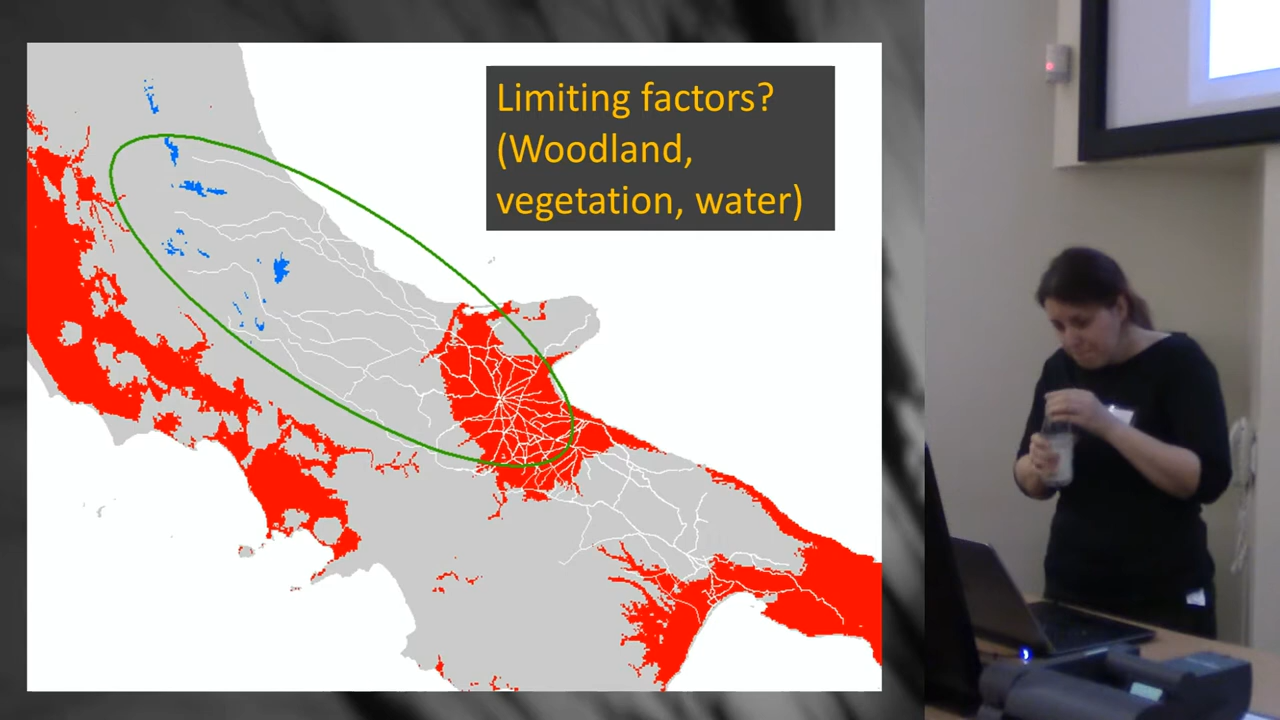 Limiting factors?
(Woodland,
vegetation, water)